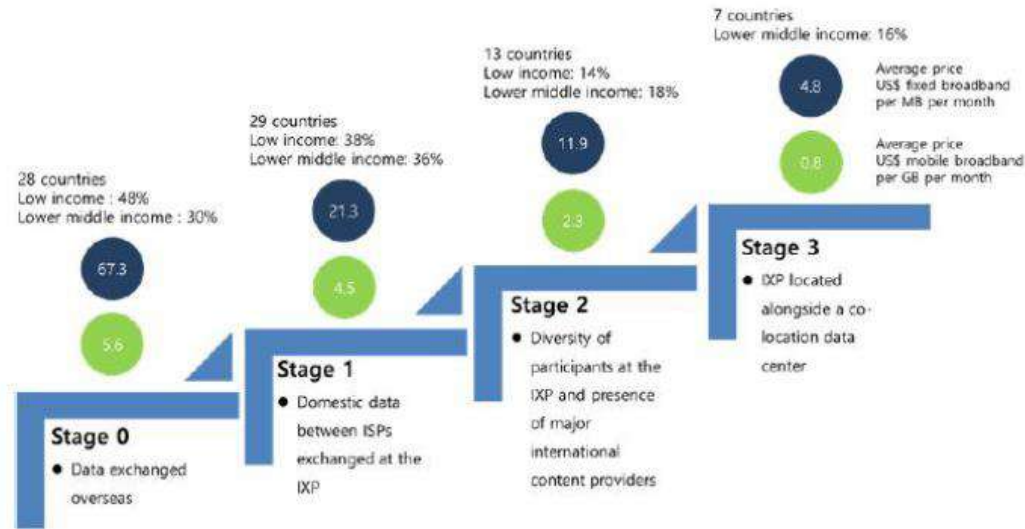 28 countries
Low income : 48%
Lower middle income : 30%
67.3
5.6
Stage 0
● Data exchanged
overseas
29 countries
Low income: 38%
Lower middle income: 36%
21.3
4.5
Stage 1
● Domestic data
between ISPs
exchanged at the
IXP
13 countries
Low income: 14%
Lower middle income: 18%
11.9
2.3
Stage 2
● Diversity of
participants at the
IXP and presence
of major
international
content providers
7 countries
Lower middle income: 16%
4.8
Average price
US$ fixed broadband
per MB per month
0.8
Average price
US$ mobile broadband
per GB per month
Stage 3
● IXP located
alongside a co-
location data
center